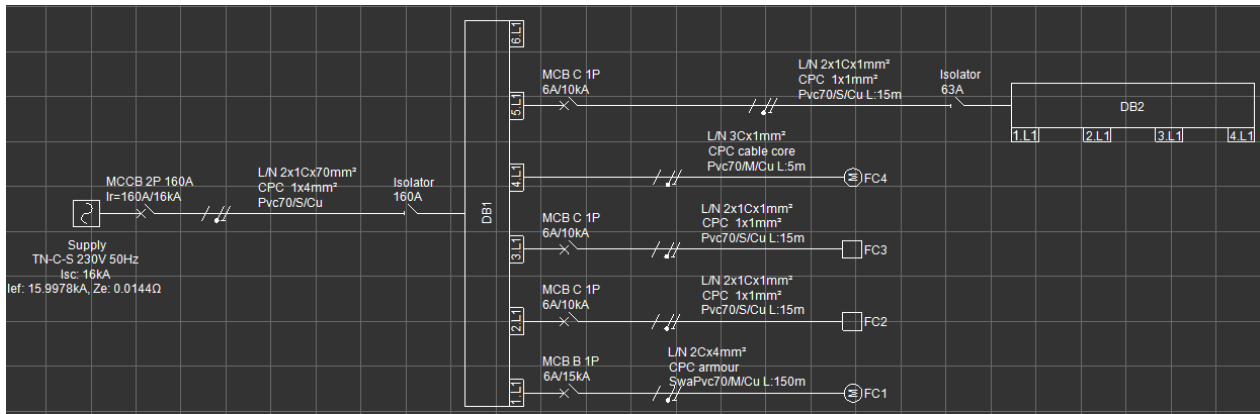 6.L1
MCB C 1P
6A/10kA
5.L1
L/N 2x1Cx1mm²
CPC 1x1mm²
Pvc70/S/Cu L:15m
Isolator
63A
DB2
1.L1
2.L1
3.L1
4.L1
L/N 3Cx1mm²
CPC cable core
Pvc70/M/Cu L:5m
4.L1
M
FC4
MCCB 2P 160A
Ir=160A/16kA
L/N 2x1Cx70mm²
CPC 1x4mm²
Pvc70/S/Cu
Isolator
160A
DB1
Supply
TN-C-S 230V 50Hz
Isc: 16kA
Ief: 15.9978kA, Ze: 0.0144Ω
MCB C 1P
6A/10kA
3.L1
L/N 2x1Cx1mm²
CPC 1x1mm²
Pvc70/S/Cu L:15m
FC3
MCB C 1P
6A/10kA
2.L1
L/N 2x1Cx1mm²
CPC 1x1mm²
Pvc70/S/Cu L:15m
FC2
MCB B 1P
6A/15kA
1.L1
L/N 2Cx4mm²
CPC armour
SwaPvc70/M/Cu L:150m
M
FC1